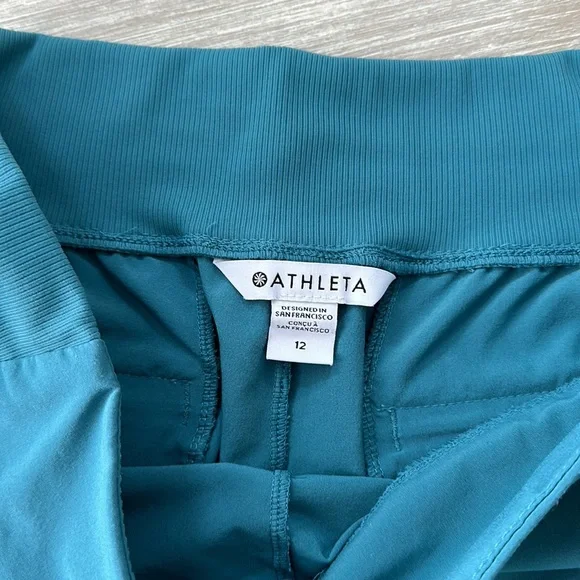 ATHLETA
DESIGNED IN
SAN FRANCISCO
CONÇU À
SAN FRANCISCO
12